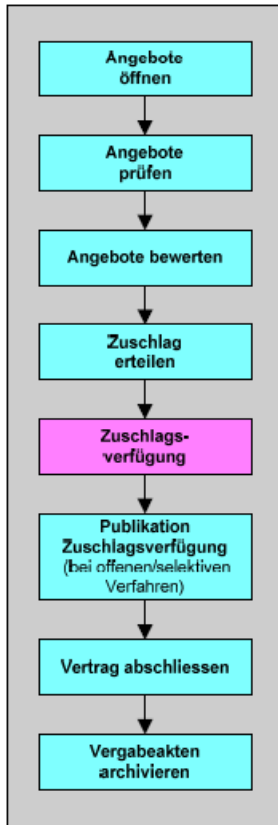 Angebote
öffnen
Angebote
prüfen
Angebote bewerten
Zuschlag
erteilen
Zuschlags-
verfügung
Publikation
Zuschlagsverfügung
(bei offenen/selektiven
Verfahren)
Vertrag abschliessen
Vergabeakten
archivieren